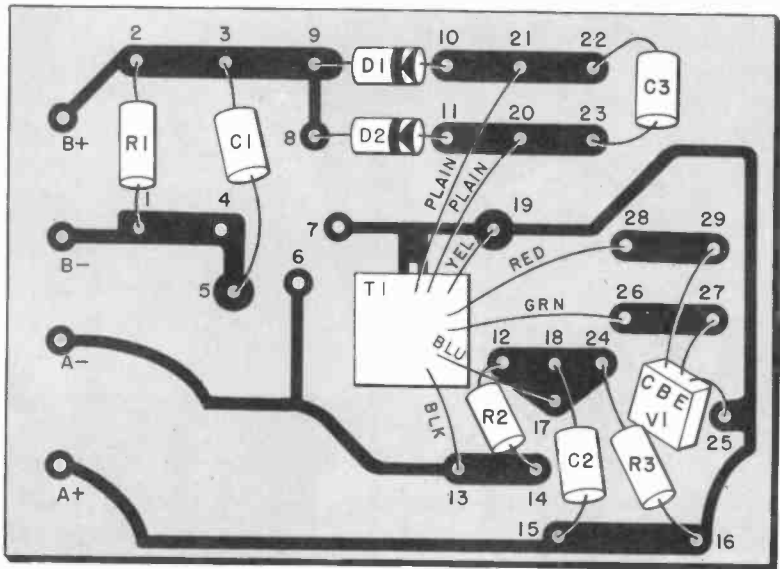 2 3 9 10 21 22
D1 C3
B+ R1 C1 8 D2 11 20 23
PLAIN PLAIN
1 4 7 19 28 29
B- YEL RED
5 6 T1 GRN 26 27
A- BLU 12 18 24
CBE
V1
BLK R2 17 25
C2 R3
A+ 13 14
15 16